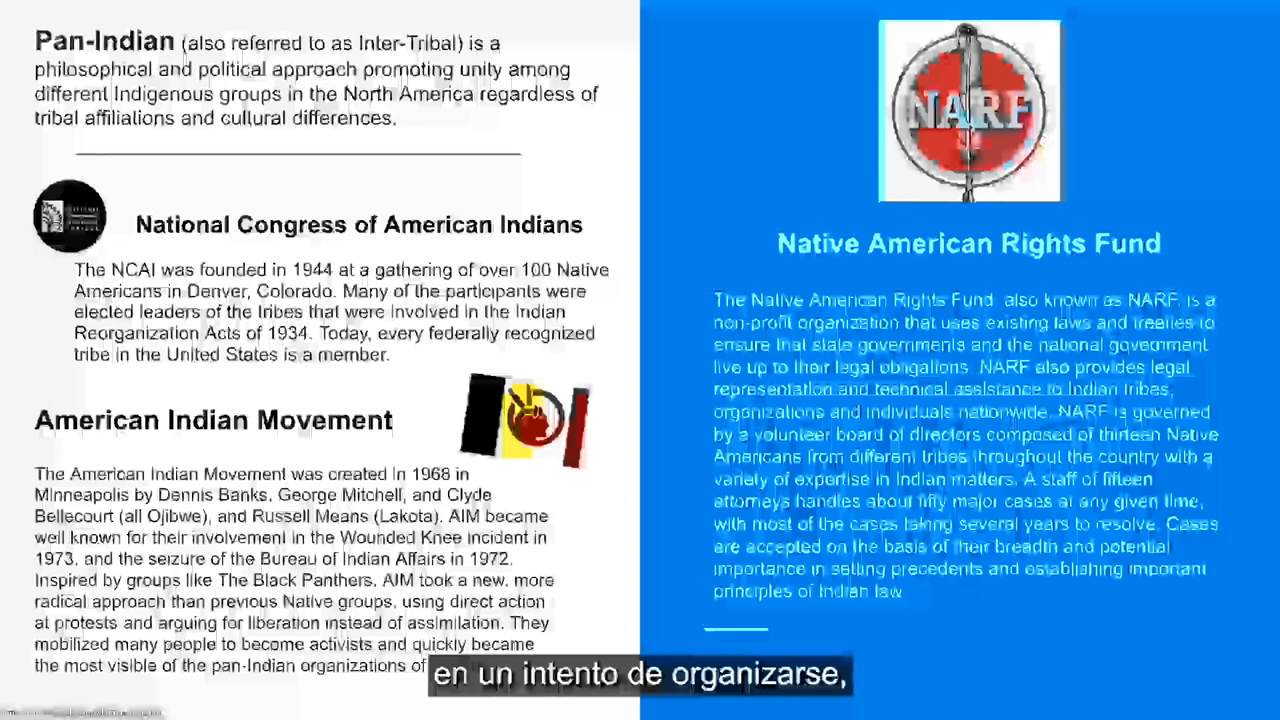 Pan-Indian (also referred to as Inter-Tribal) is a
philosophical and political approach promoting unity among
different Indigenous groups in the North America regardless of
tribal affiliations and cultural differences.
National Congress of American Indians
The NCAI was founded in 1944 at a gathering of over 100 Native
Americans in Denver, Colorado. Many of the participants were
elected leaders of the tribes that were involved in the Indian
Reorganization Acts of 1934. Today, every federally recognized
tribe in the United States is a member.
American Indian Movement
The American Indian Movement was created in 1968 in
Minneapolis by Dennis Banks, George Mitchell, and Clyde
Bellecourt (all Ojibwe), and Russell Means (Lakota). AIM became
well known for their involvement in the Wounded Knee incident in
1973, and the seizure of the Bureau of Indian Affairs in 1972.
Inspired by groups like The Black Panthers, AIM took a new, more
radical approach than previous Native groups, using direct action
at protests and arguing for liberation instead of assimilation. They
mobilized many people to become activists and quickly became
the most visible of the pan-Indian organizations of
NARF
Native American Rights Fund
The Native American Rights Fund, also known as NARF, is a
non-profit organization that uses existing laws and treaties to
ensure that state governments and the national government
live up to their legal obligations. NARF also provides legal
representation and technical assistance to Indian tribes,
organizations and individuals nationwide. NARF is governed
by a volunteer board of directors composed of thirteen Native
Americans from different tribes throughout the country with a
variety of expertise in Indian matters. A staff of fifteen
attorneys handles about fifty major cases at any given time,
with most of the cases taking several years to resolve. Cases
are accepted on the basis of their breadth and potential
importance in setting precedents and establishing important
principles of Indian law.
en un intento de organizarse,